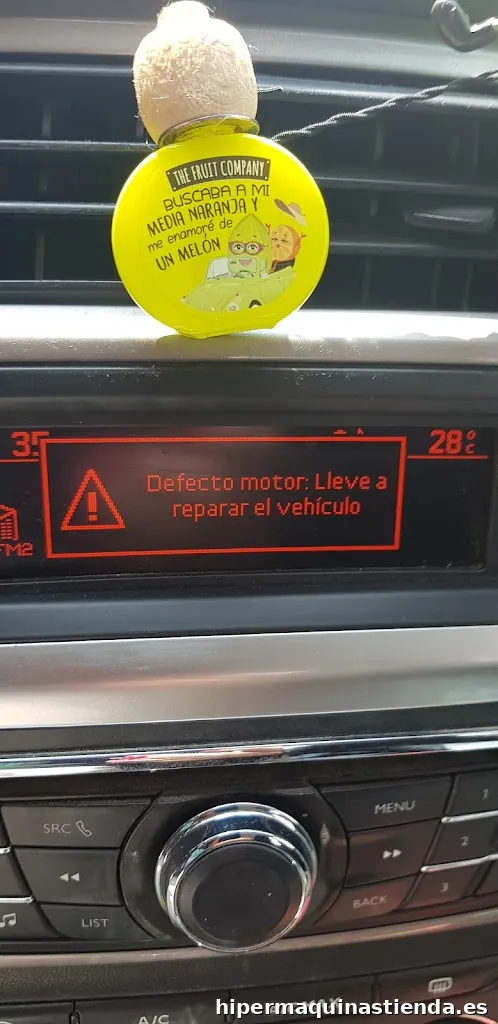 THE FRUIT COMPANY
BUSCABA A MI
MEDIA NARANJA Y
me enamoré de
UN MELÓN
28°C
Defecto motor: Lleve a
reparar el vehículo
FM2
SRC
MENU
1
2
LIST
BACK
3
A/C
hipermaquinastienda.es